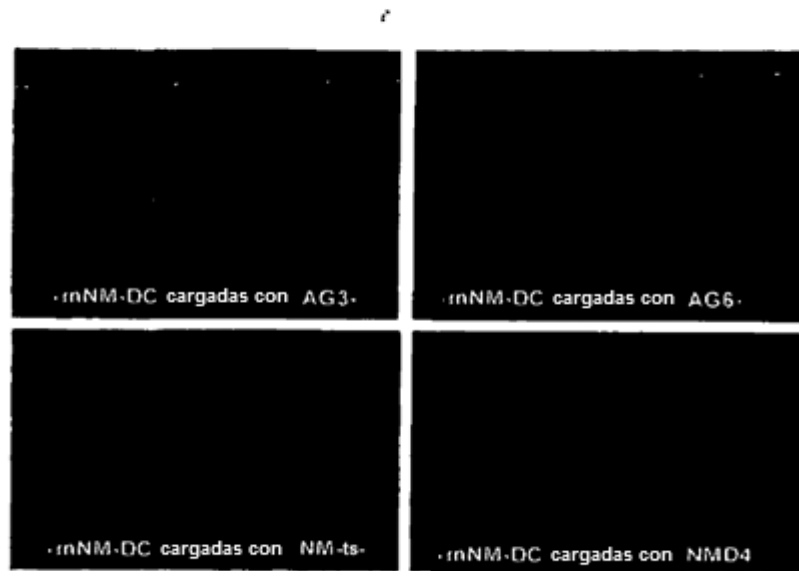 -mNM-DC cargadas con AG3-
-mNM-DC cargadas con AG6-
-mNM-DC cargadas con NM-ts-
-mNM-DC cargadas con NMD4